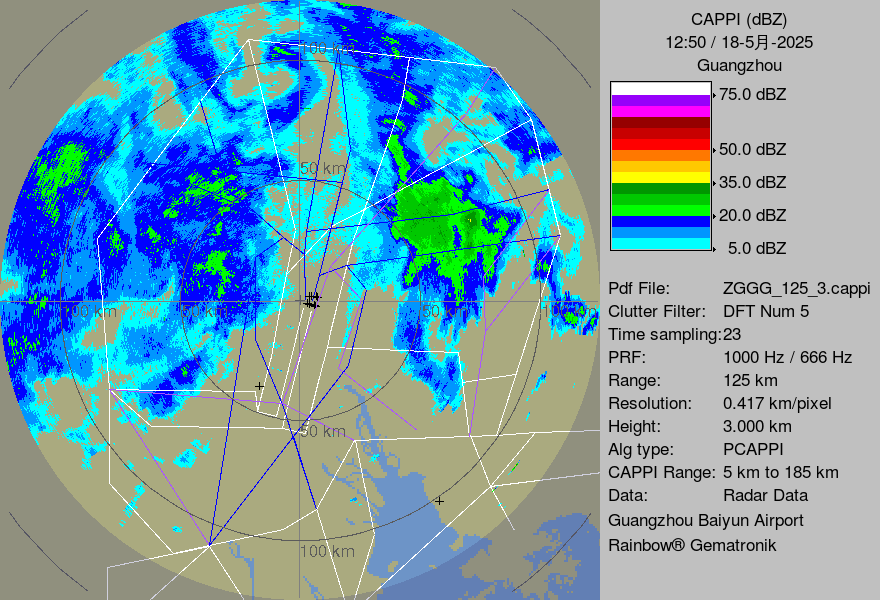 CAPPI (dBZ)
12:50 / 18-5月-2025
Guangzhou
75.0 dBZ
50.0 dBZ
35.0 dBZ
20.0 dBZ
5.0 dBZ
Pdf File: ZGGG_125_3.cappi
Clutter Filter: DFT Num 5
Time sampling:23
PRF: 1000 Hz / 666 Hz
Range: 125 km
Resolution: 0.417 km/pixel
Height: 3.000 km
Alg type: PCAPPI
CAPPI Range: 5 km to 185 km
Data: Radar Data
Guangzhou Baiyun Airport
Rainbow® Gematronik
100 km
50 km
100 km
50 km
50 km
100 km
50 km
100 km